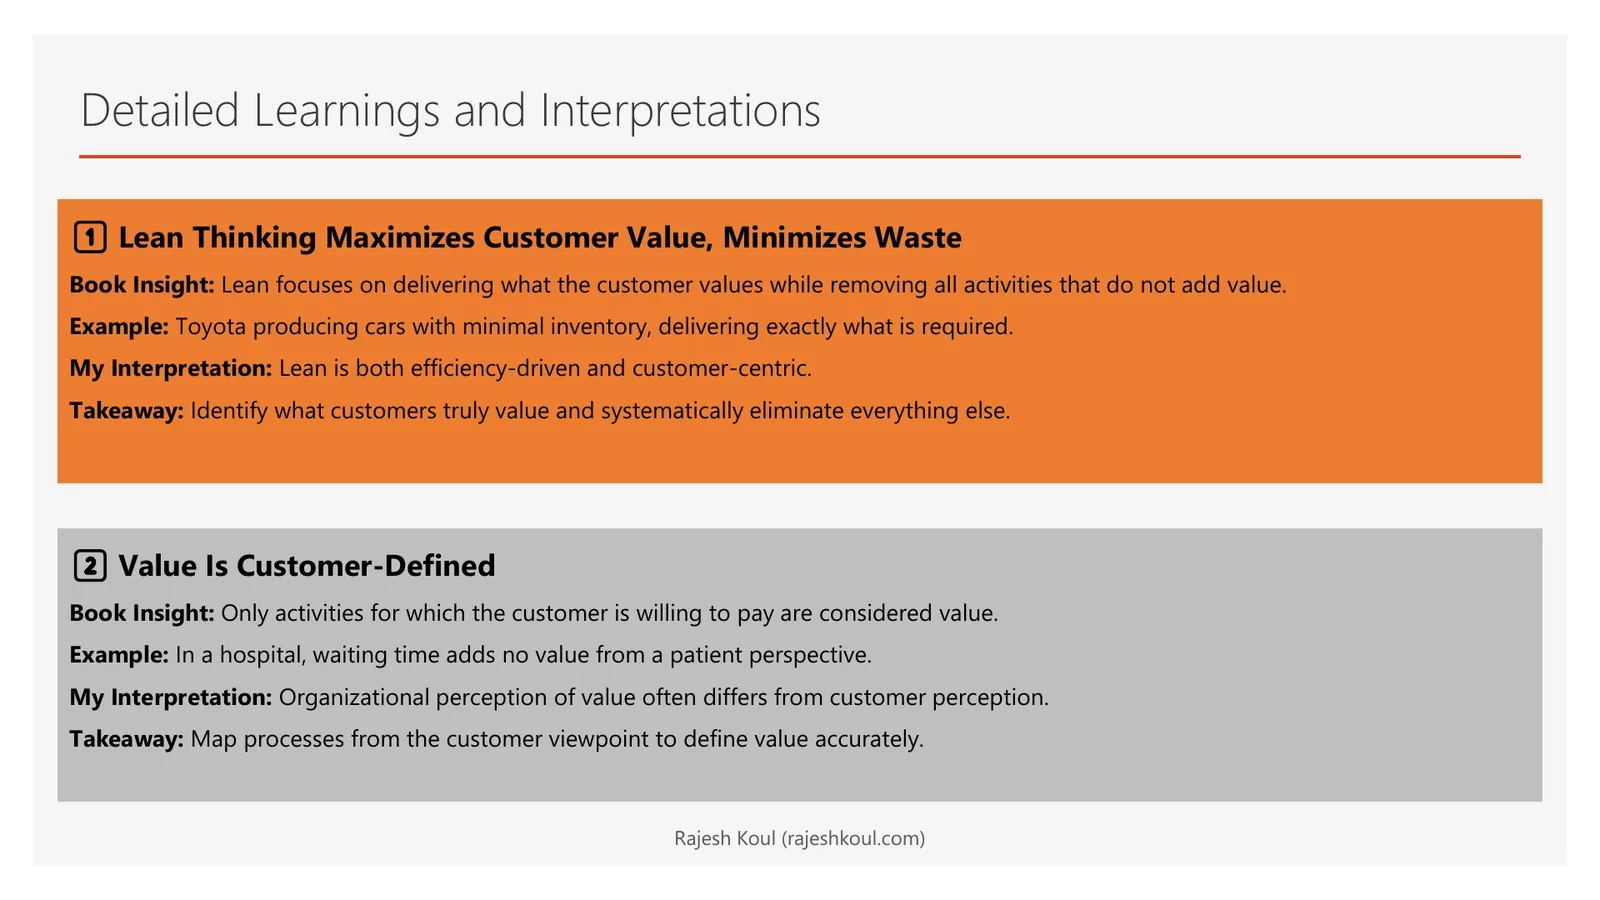 Detailed Learnings and Interpretations
1 Lean Thinking Maximizes Customer Value, Minimizes Waste
Book Insight: Lean focuses on delivering what the customer values while removing all activities that do not add value.
Example: Toyota producing cars with minimal inventory, delivering exactly what is required.
My Interpretation: Lean is both efficiency-driven and customer-centric.
Takeaway: Identify what customers truly value and systematically eliminate everything else.
2 Value Is Customer-Defined
Book Insight: Only activities for which the customer is willing to pay are considered value.
Example: In a hospital, waiting time adds no value from a patient perspective.
My Interpretation: Organizational perception of value often differs from customer perception.
Takeaway: Map processes from the customer viewpoint to define value accurately.
Rajesh Koul (rajeshkoul.com)